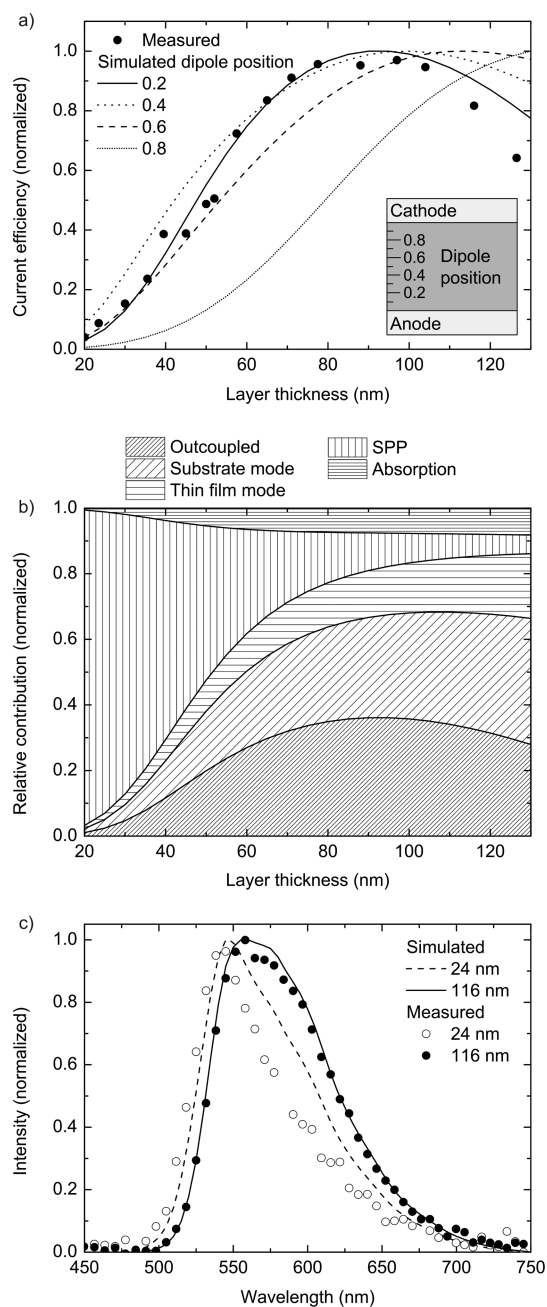 a)
Current efficiency (normalized)
1.0
0.8
0.6
0.4
0.2
0.0
Measured
Simulated dipole position
0.2
0.4
0.6
0.8
Cathode
0.8
0.6
0.4
0.2
Dipole
position
Anode
20 40 60 80 100 120
Layer thickness (nm)
Outcoupled
Substrate mode
Thin film mode
SPP
Absorption
b)
Relative contribution (normalized)
1.0
0.8
0.6
0.4
0.2
0.0
20 40 60 80 100 120
Layer thickness (nm)
c)
Intensity (normalized)
1.0
0.8
0.6
0.4
0.2
0.0
Simulated
24 nm
116 nm
Measured
24 nm
116 nm
450 500 550 600 650 700 750
Wavelength (nm)